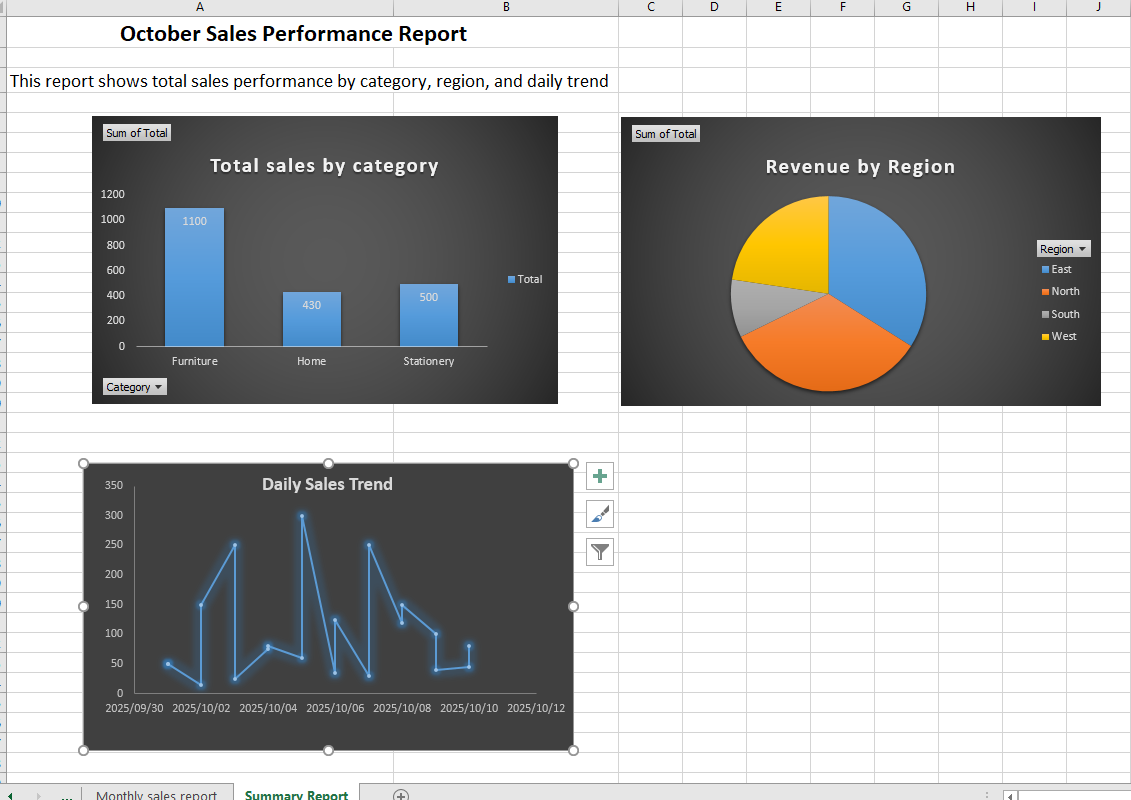 A B C D E F G H I J
October Sales Performance Report
This report shows total sales performance by category, region, and daily trend
Sum of Total
Total sales by category
1200
1000
800
600
400
200
0
1100
430
500
Furniture Home Stationery
Total
Category
Sum of Total
Revenue by Region
Region
East
North
South
West
Daily Sales Trend
350
300
250
200
150
100
50
0
2025/09/30 2025/10/02 2025/10/04 2025/10/06 2025/10/08 2025/10/10 2025/10/12
... Monthly sales report Summary Report